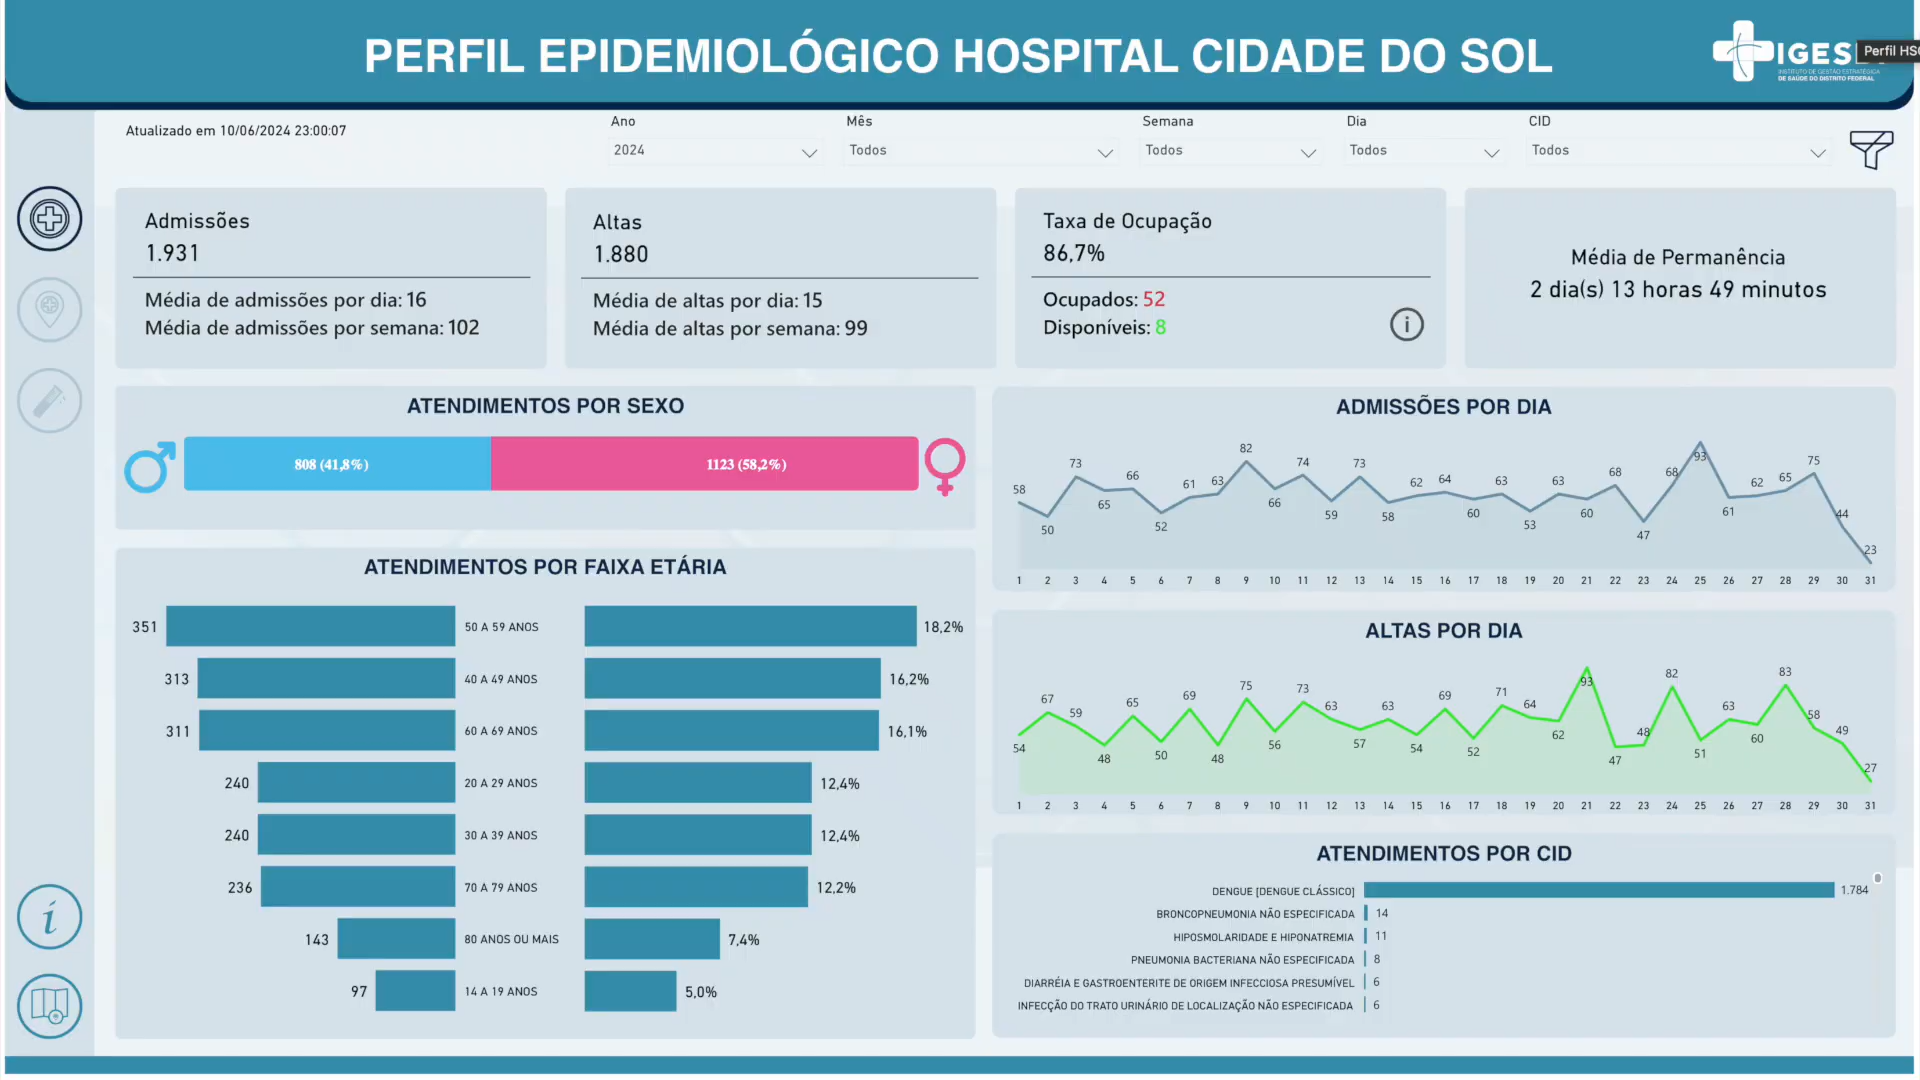 PERFIL EPIDEMIOLÓGICO HOSPITAL CIDADE DO SOL
IGES
INSTITUTO DE GESTÃO ESTRATÉGICA
DE SAÚDE DO DISTRITO FEDERAL
Atualizado em 10/06/2024 23:00:07
Ano
2024
Mês
Todos
Semana
Todos
Dia
Todos
CID
Todos
Admissões
1.931
Média de admissões por dia: 16
Média de admissões por semana: 102
Altas
1.880
Média de altas por dia: 15
Média de altas por semana: 99
Taxa de Ocupação
86,7%
Ocupados: 52
Disponíveis: 8
Média de Permanência
2 dia(s) 13 horas 49 minutos
ATENDIMENTOS POR SEXO
808 (41,8%)
1123 (58,2%)
ATENDIMENTOS POR FAIXA ETÁRIA
351 50 A 59 ANOS 18,2%
313 40 A 49 ANOS 16,2%
311 60 A 69 ANOS 16,1%
240 20 A 29 ANOS 12,4%
240 30 A 39 ANOS 12,4%
236 70 A 79 ANOS 12,2%
143 80 ANOS OU MAIS 7,4%
97 14 A 19 ANOS 5,0%
ADMISSÕES POR DIA
58 50 73 65 66 52 61 63 82 66 74 59 73 58 62 64 60 63 53 63 60 68 47 68 93 61 62 65 75 44 23
1 2 3 4 5 6 7 8 9 10 11 12 13 14 15 16 17 18 19 20 21 22 23 24 25 26 27 28 29 30 31
ALTAS POR DIA
54 67 59 48 65 50 69 48 75 56 73 63 57 63 54 69 52 71 64 62 93 47 48 82 51 63 60 83 58 49 27
1 2 3 4 5 6 7 8 9 10 11 12 13 14 15 16 17 18 19 20 21 22 23 24 25 26 27 28 29 30 31
ATENDIMENTOS POR CID
DENGUE [DENGUE CLÁSSICO] 1.784
BRONCOPNEUMONIA NÃO ESPECIFICADA 14
HIPOSMOLARIDADE E HIPONATREMIA 11
PNEUMONIA BACTERIANA NÃO ESPECIFICADA 8
DIARRÉIA E GASTROENTERITE DE ORIGEM INFECCIOSA PRESUMÍVEL 6
INFECÇÃO DO TRATO URINÁRIO DE LOCALIZAÇÃO NÃO ESPECIFICADA 6